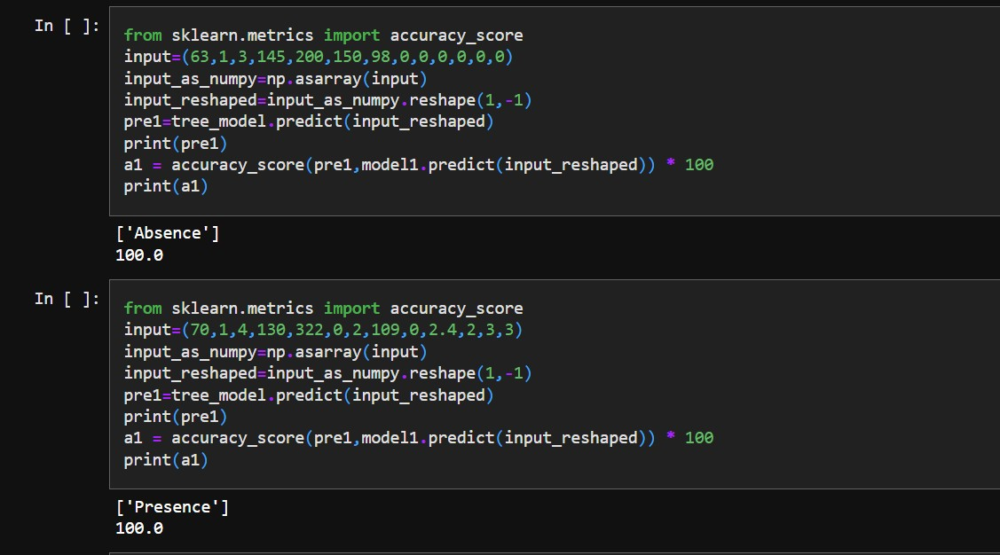 In [ ]:
from sklearn.metrics import accuracy_score
input=(63,1,3,145,200,150,98,0,0,0,0,0,0)
input_as_numpy=np.asarray(input)
input_reshaped=input_as_numpy.reshape(1,-1)
pre1=tree_model.predict(input_reshaped)
print(pre1)
a1 = accuracy_score(pre1,model1.predict(input_reshaped)) * 100
print(a1)
['Absence']
100.0
In [ ]:
from sklearn.metrics import accuracy_score
input=(70,1,4,130,322,0,2,109,0,2.4,2,3,3)
input_as_numpy=np.asarray(input)
input_reshaped=input_as_numpy.reshape(1,-1)
pre1=tree_model.predict(input_reshaped)
print(pre1)
a1 = accuracy_score(pre1,model1.predict(input_reshaped)) * 100
print(a1)
['Presence']
100.0